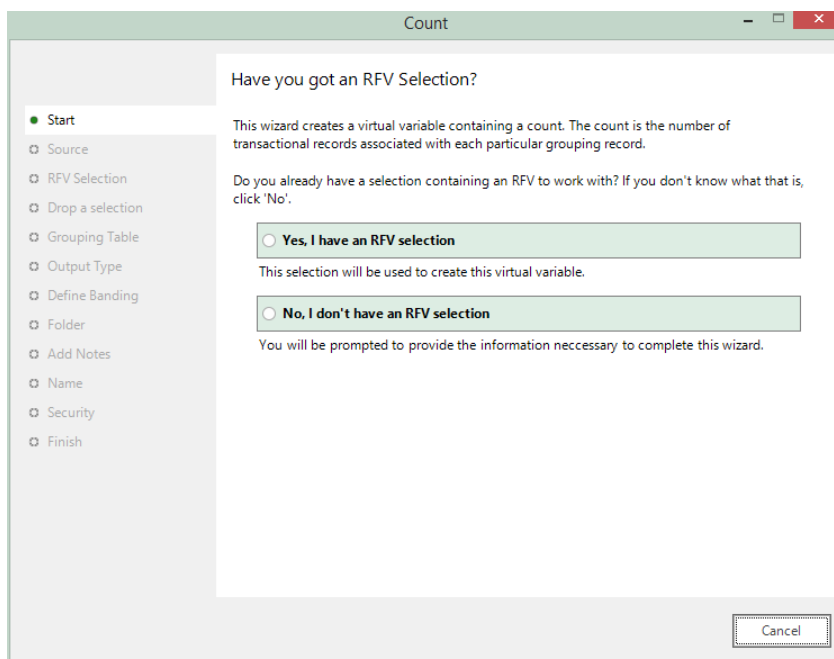 Count
Have you got an RFV Selection?
Start
Source
RFV Selection
Drop a selection
Grouping Table
Output Type
Define Banding
Folder
Add Notes
Name
Security
Finish
This wizard creates a virtual variable containing a count. The count is the number of
transactional records associated with each particular grouping record.
Do you already have a selection containing an RFV to work with? If you don't know what that is,
click 'No'.
Yes, I have an RFV selection
This selection will be used to create this virtual variable.
No, I don't have an RFV selection
You will be prompted to provide the information neccessary to complete this wizard.
Cancel